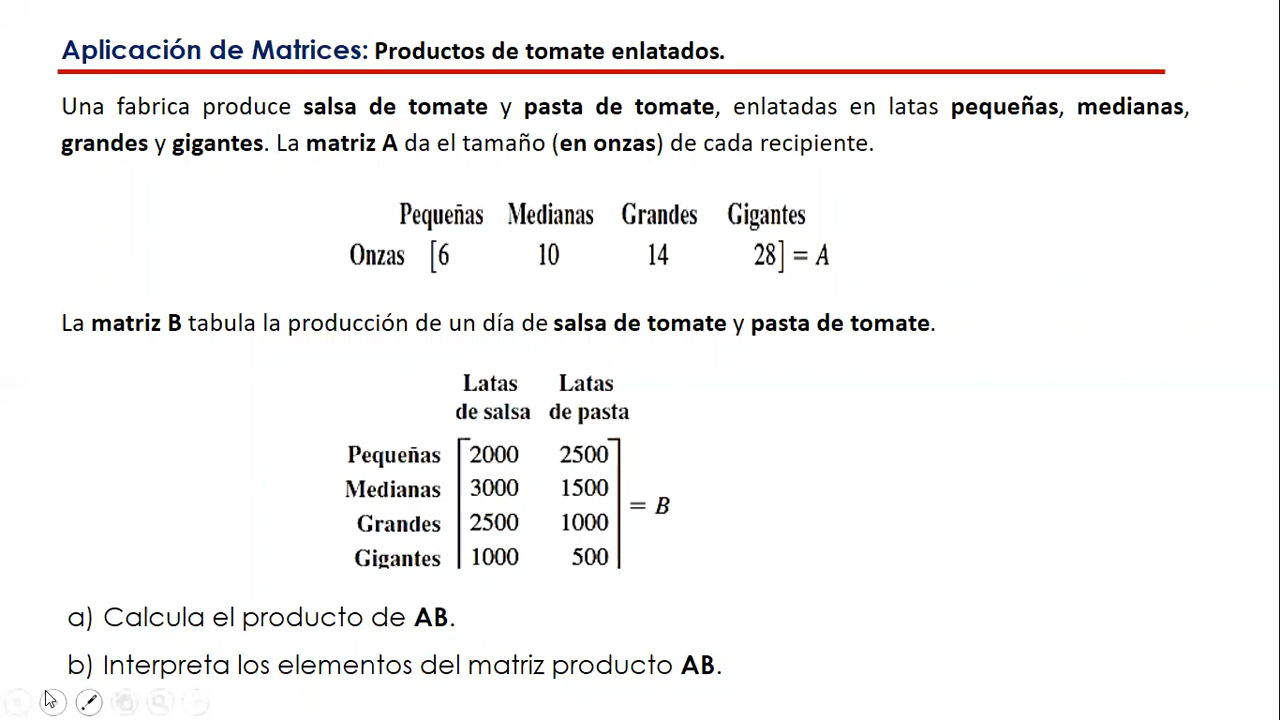 Aplicación de Matrices: Productos de tomate enlatados.
Una fabrica produce salsa de tomate y pasta de tomate, enlatadas en latas pequeñas, medianas,
grandes y gigantes. La matriz A da el tamaño (en onzas) de cada recipiente.
Pequeñas Medianas Grandes Gigantes
Onzas [6 10 14 28] = A
La matriz B tabula la producción de un día de salsa de tomate y pasta de tomate.
Latas Latas
de salsa de pasta
Pequeñas 2000 2500
Medianas 3000 1500
= B
Grandes 2500 1000
Gigantes 1000 500
a) Calcula el producto de AB.
b) Interpreta los elementos del matriz producto AB.